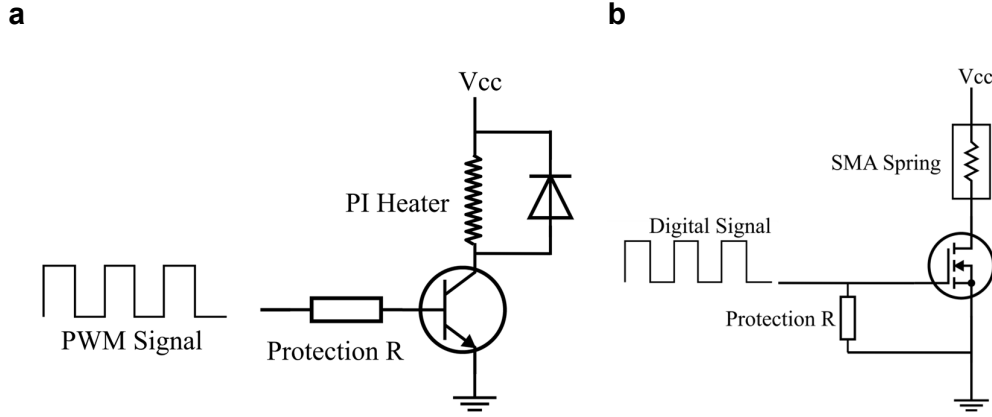 a
Vcc
PI Heater
PWM Signal
Protection R
b
Vcc
SMA Spring
Digital Signal
Protection R